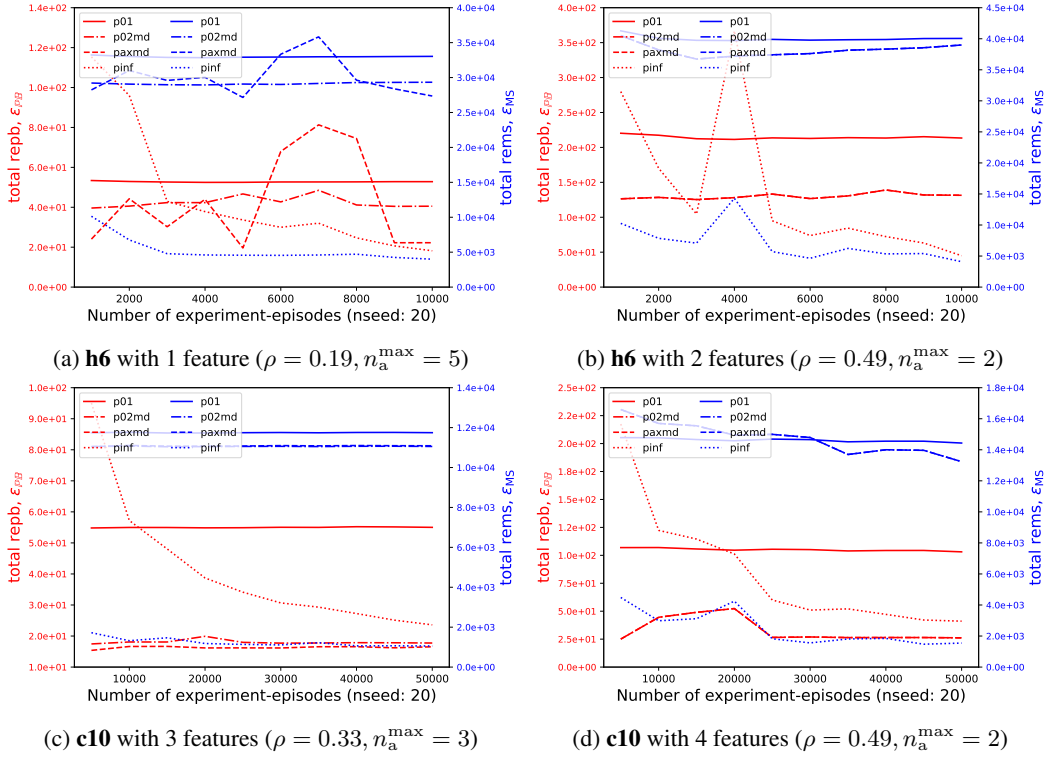 1.4e+02
1.2e+02
1.0e+02
8.0e+01
6.0e+01
4.0e+01
2.0e+01
0.0e+00
total repb, ε_PB
p01
p02md
paxmd
pinf
p01
p02md
paxmd
pinf
4.0e+04
3.5e+04
3.0e+04
2.5e+04
2.0e+04
1.5e+04
1.0e+04
5.0e+03
0.0e+00
total rems, ε_MS
2000 4000 6000 8000 10000
Number of experiment-episodes (nseed: 20)
(a) h6 with 1 feature (ρ = 0.19, n_a^max = 5)
4.0e+02
3.5e+02
3.0e+02
2.5e+02
2.0e+02
1.5e+02
1.0e+02
5.0e+01
0.0e+00
total repb, ε_PB
p01
p02md
paxmd
pinf
p01
p02md
paxmd
pinf
4.5e+04
4.0e+04
3.5e+04
3.0e+04
2.5e+04
2.0e+04
1.5e+04
1.0e+04
5.0e+03
0.0e+00
total rems, ε_MS
2000 4000 6000 8000 10000
Number of experiment-episodes (nseed: 20)
(b) h6 with 2 features (ρ = 0.49, n_a^max = 2)
1.0e+02
9.0e+01
8.0e+01
7.0e+01
6.0e+01
5.0e+01
4.0e+01
3.0e+01
2.0e+01
1.0e+01
total repb, ε_PB
p01
p02md
paxmd
pinf
p01
p02md
paxmd
pinf
1.4e+04
1.2e+04
1.0e+04
8.0e+03
6.0e+03
4.0e+03
2.0e+03
0.0e+00
total rems, ε_MS
10000 20000 30000 40000 50000
Number of experiment-episodes (nseed: 20)
(c) c10 with 3 features (ρ = 0.33, n_a^max = 3)
2.5e+02
2.2e+02
2.0e+02
1.8e+02
1.5e+02
1.2e+02
1.0e+02
7.5e+01
5.0e+01
2.5e+01
0.0e+00
total repb, ε_PB
p01
p02md
paxmd
pinf
p01
p02md
paxmd
pinf
1.8e+04
1.6e+04
1.4e+04
1.2e+04
1.0e+04
8.0e+03
6.0e+03
4.0e+03
2.0e+03
0.0e+00
total rems, ε_MS
10000 20000 30000 40000 50000
Number of experiment-episodes (nseed: 20)
(d) c10 with 4 features (ρ = 0.49, n_a^max = 2)